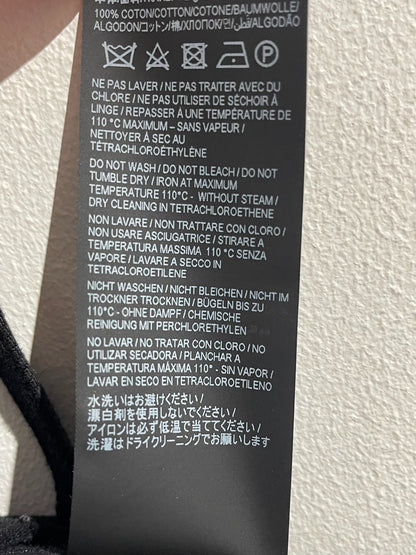 100% COTON/COTTON/COTONE/BAUMWOLLE/
ALGODON/コットン/棉/ХЛОПОК/면/قطن/ALGODÃO
NE PAS LAVER / NE PAS TRAITER AVEC DU
CHLORE / NE PAS UTILISER DE SÉCHOIR À
LINGE / REPASSER À UNE TEMPÉRATURE DE
110 °C MAXIMUM – SANS VAPEUR /
NETTOYER À SEC AU
TÉTRACHLOROÉTHYLÈNE
DO NOT WASH / DO NOT BLEACH / DO NOT
TUMBLE DRY / IRON AT MAXIMUM
TEMPERATURE 110°C - WITHOUT STEAM /
DRY CLEANING IN TETRACHLOROETHENE
NON LAVARE / NON TRATTARE CON CLORO /
NON USARE ASCIUGATRICE / STIRARE A
TEMPERATURA MASSIMA 110 °C SENZA
VAPORE / LAVARE A SECCO IN
TETRACLOROETILENE
NICHT WASCHEN / NICHT BLEICHEN / NICHT IM
TROCKNER TROCKNEN / BÜGELN BIS ZU
110°C - OHNE DAMPF / CHEMISCHE
REINIGUNG MIT PERCHLORETHYLEN
NO LAVAR / NO TRATAR CON CLORO / NO
UTILIZAR SECADORA / PLANCHAR A
TEMPERATURA MÁXIMA 110° - SIN VAPOR /
LAVAR EN SECO EN TETRACLOROETILENO
水洗いはお避けください/
漂白剤を使用しないでください/
アイロンは必ず低温で当ててください/
洗濯はドライクリーニングでお願いします